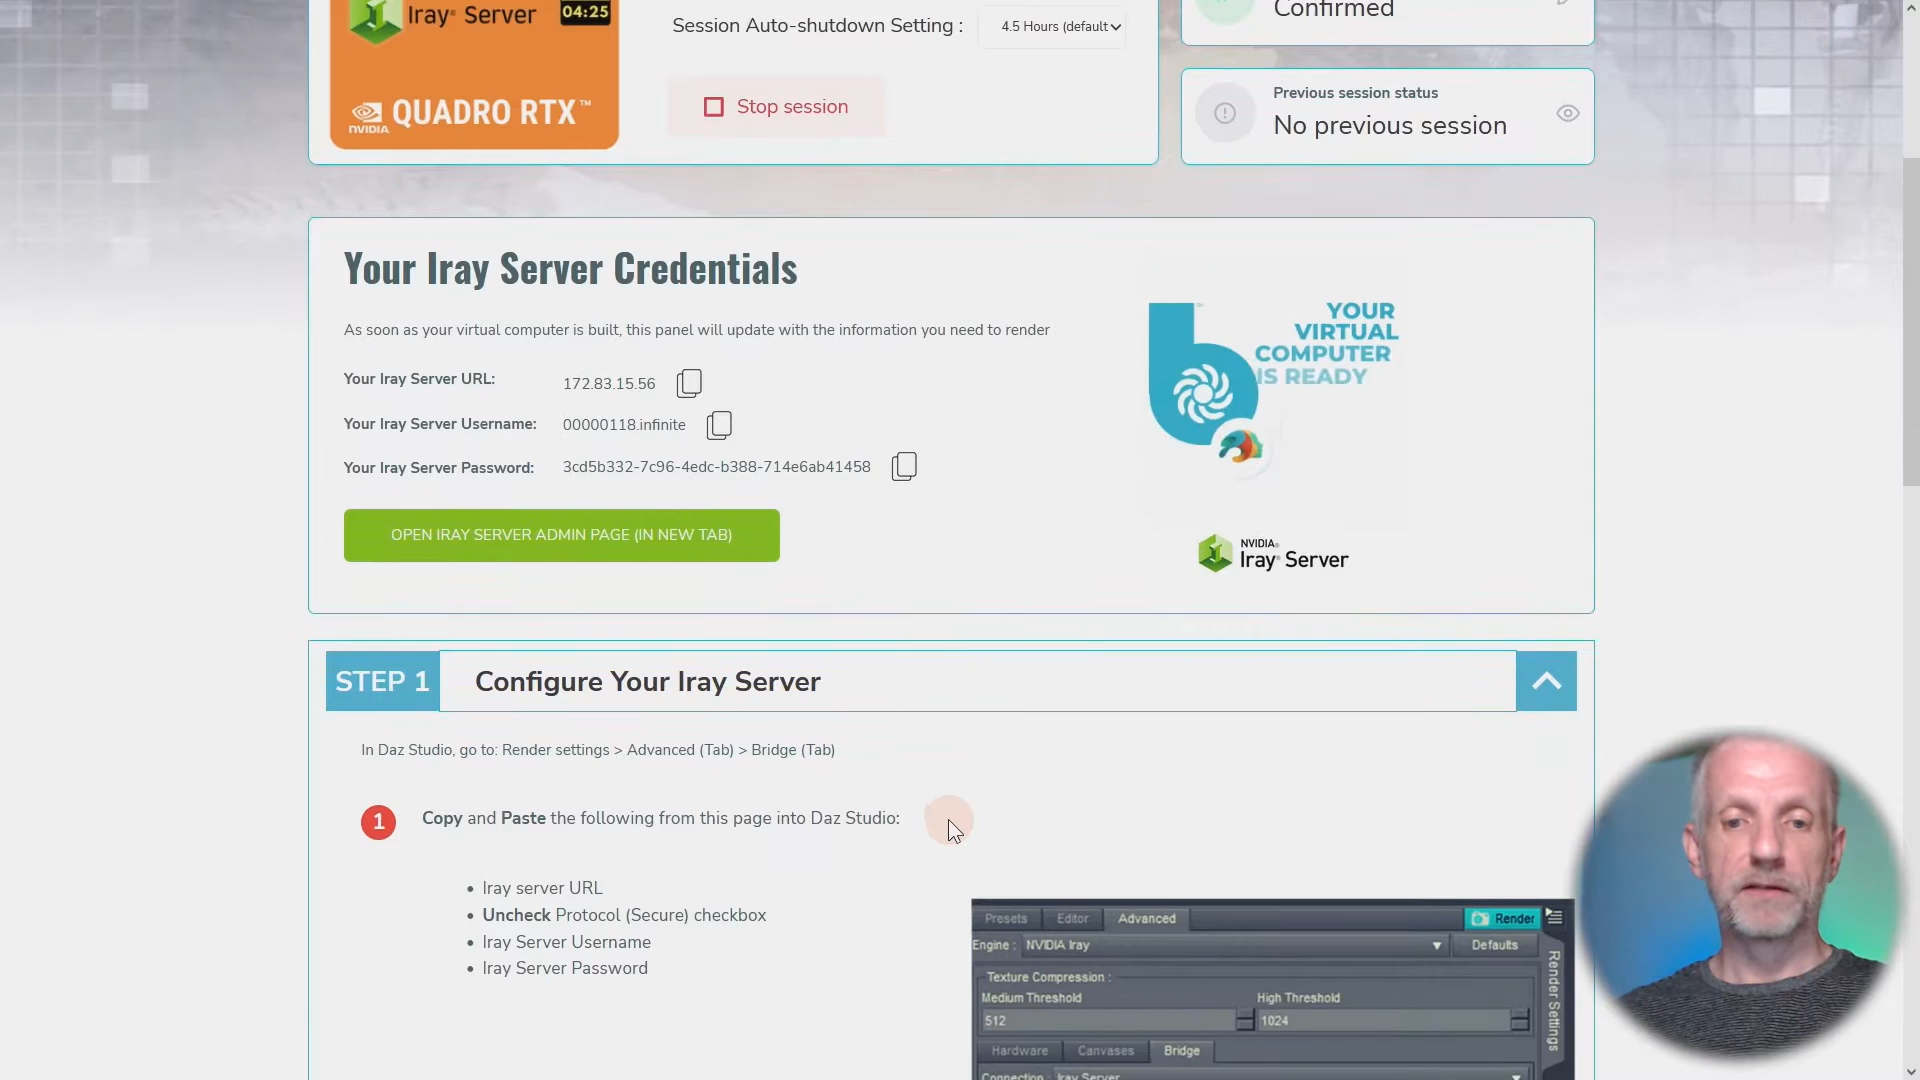 Iray® Server 04:25
NVIDIA QUADRO RTX™
Session Auto-shutdown Setting :
4.5 Hours (default
Stop session
Confirmed
Previous session status
No previous session
Your Iray Server Credentials
As soon as your virtual computer is built, this panel will update with the information you need to render
Your Iray Server URL: 172.83.15.56
Your Iray Server Username: 00000118.infinite
Your Iray Server Password: 3cd5b332-7c96-4edc-b388-714e6ab41458
OPEN IRAY SERVER ADMIN PAGE (IN NEW TAB)
YOUR
VIRTUAL
COMPUTER
IS READY
NVIDIA®
Iray® Server
STEP 1 Configure Your Iray Server
In Daz Studio, go to: Render settings > Advanced (Tab) > Bridge (Tab)
1 Copy and Paste the following from this page into Daz Studio:
• Iray server URL
• Uncheck Protocol (Secure) checkbox
• Iray Server Username
• Iray Server Password
Presets Editor Advanced Render
Engine : NVIDIA Iray Defaults
Texture Compression :
Medium Threshold High Threshold
512 1024
Hardware Canvases Bridge
Connection : Iray Server
Render Settings